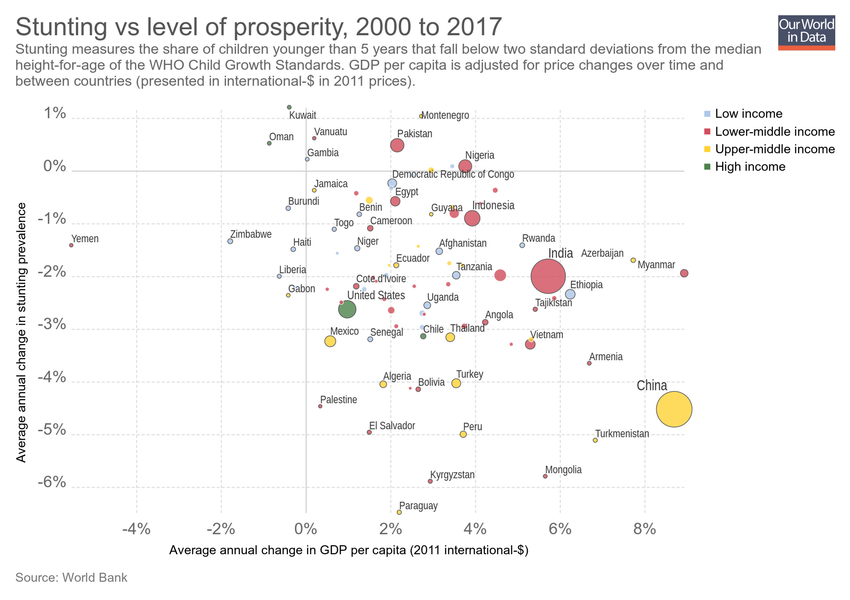 Stunting vs level of prosperity, 2000 to 2017
Our World
in Data
Stunting measures the share of children younger than 5 years that fall below two standard deviations from the median
height-for-age of the WHO Child Growth Standards. GDP per capita is adjusted for price changes over time and
between countries (presented in international-$ in 2011 prices).
1%
Kuwait
Montenegro
Low income
Lower-middle income
Upper-middle income
High income
Oman
Vanuatu
Pakistan
Gambia
Nigeria
0%
Democratic Republic of Congo
Jamaica
Egypt
Burundi
Benin
Guyana
Indonesia
-1%
Togo
Cameroon
Yemen
Zimbabwe
Haiti
Niger
Afghanistan
Rwanda
India
Azerbaijan
Ecuador
Tanzania
Myanmar
-2%
Liberia
Cote d'Ivoire
Ethiopia
Gabon
United States
Uganda
Tajikistan
Angola
-3%
Mexico
Senegal
Chile
Thailand
Vietnam
Armenia
Algeria
Bolivia
Turkey
China
-4%
Palestine
El Salvador
Peru
Turkmenistan
-5%
Kyrgyzstan
Mongolia
-6%
Paraguay
Average annual change in stunting prevalence
-4%
-2%
0%
2%
4%
6%
8%
Average annual change in GDP per capita (2011 international-$)
Source: World Bank